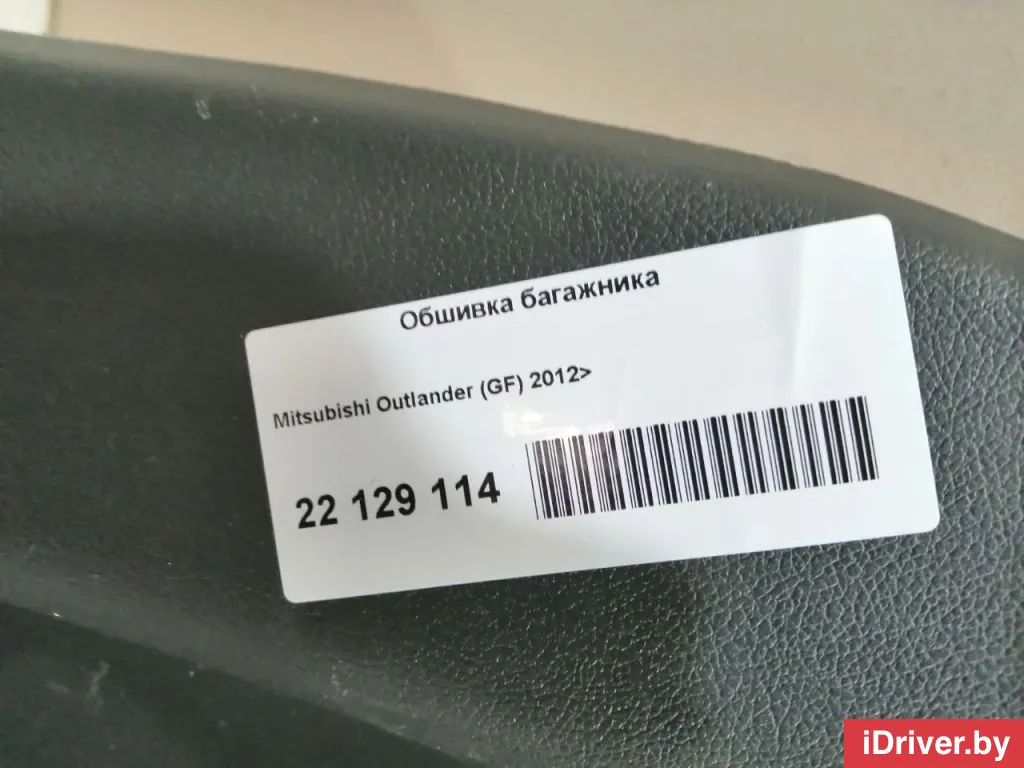 Обшивка багажника
Mitsubishi Outlander (GF) 2012>
22 129 114
iDriver.by